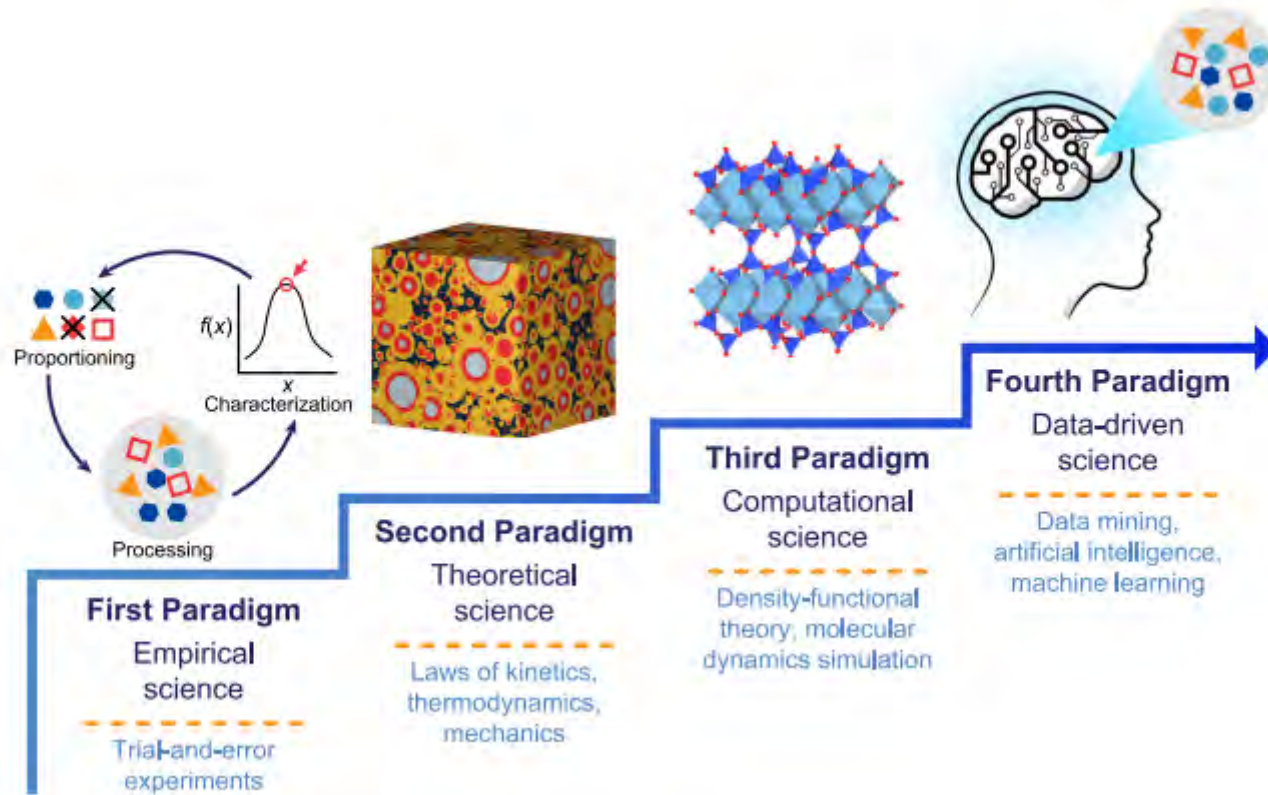 f(x)
x
Proportioning
Characterization
Processing
First Paradigm
Empirical
science
Trial-and-error
experiments
Second Paradigm
Theoretical
science
Laws of kinetics,
thermodynamics,
mechanics
Third Paradigm
Computational
science
Density-functional
theory, molecular
dynamics simulation
Fourth Paradigm
Data-driven
science
Data mining,
artificial intelligence,
machine learning